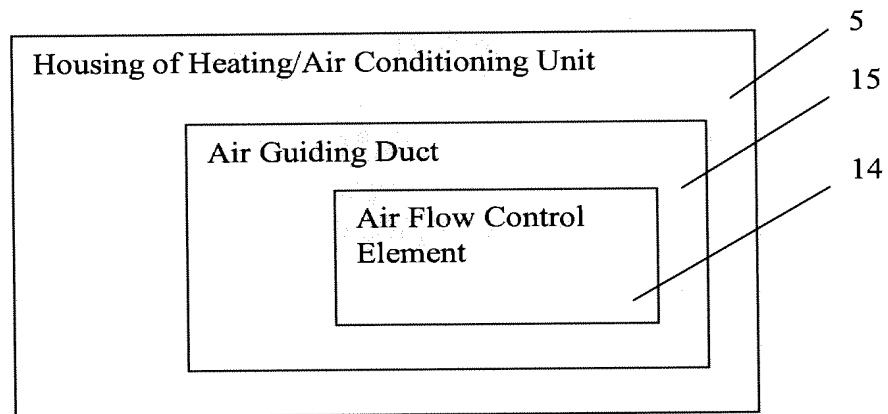 5
Housing of Heating/Air Conditioning Unit
15
Air Guiding Duct
14
Air Flow Control
Element